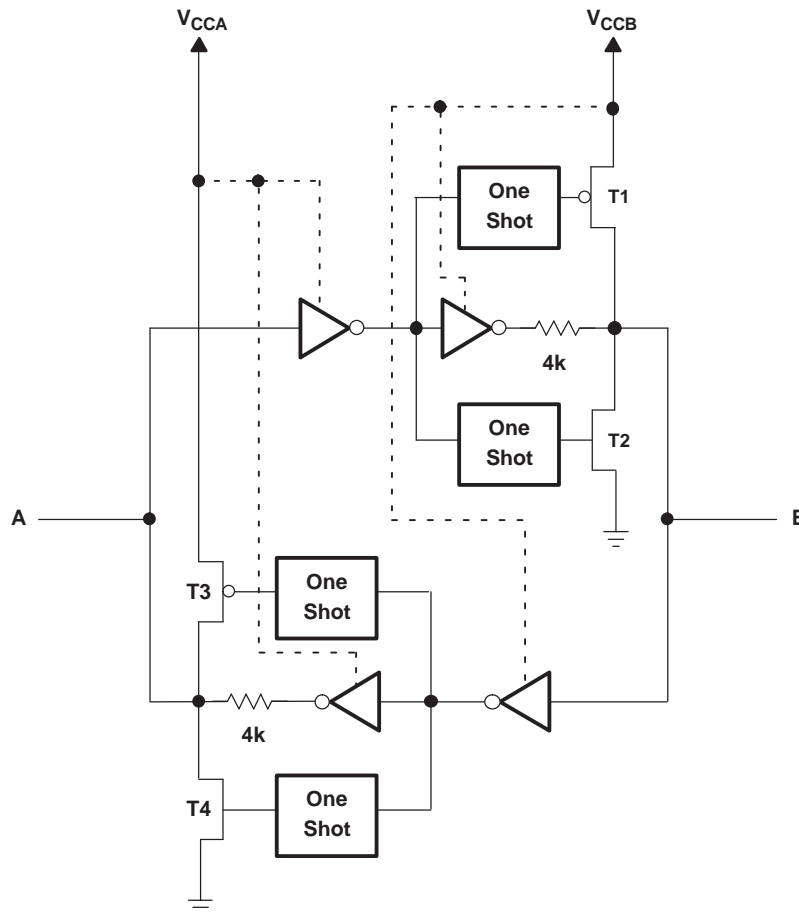 VCCA
VCCB
One
Shot
T1
4k
One
Shot
T2
A
B
T3
One
Shot
4k
T4
One
Shot